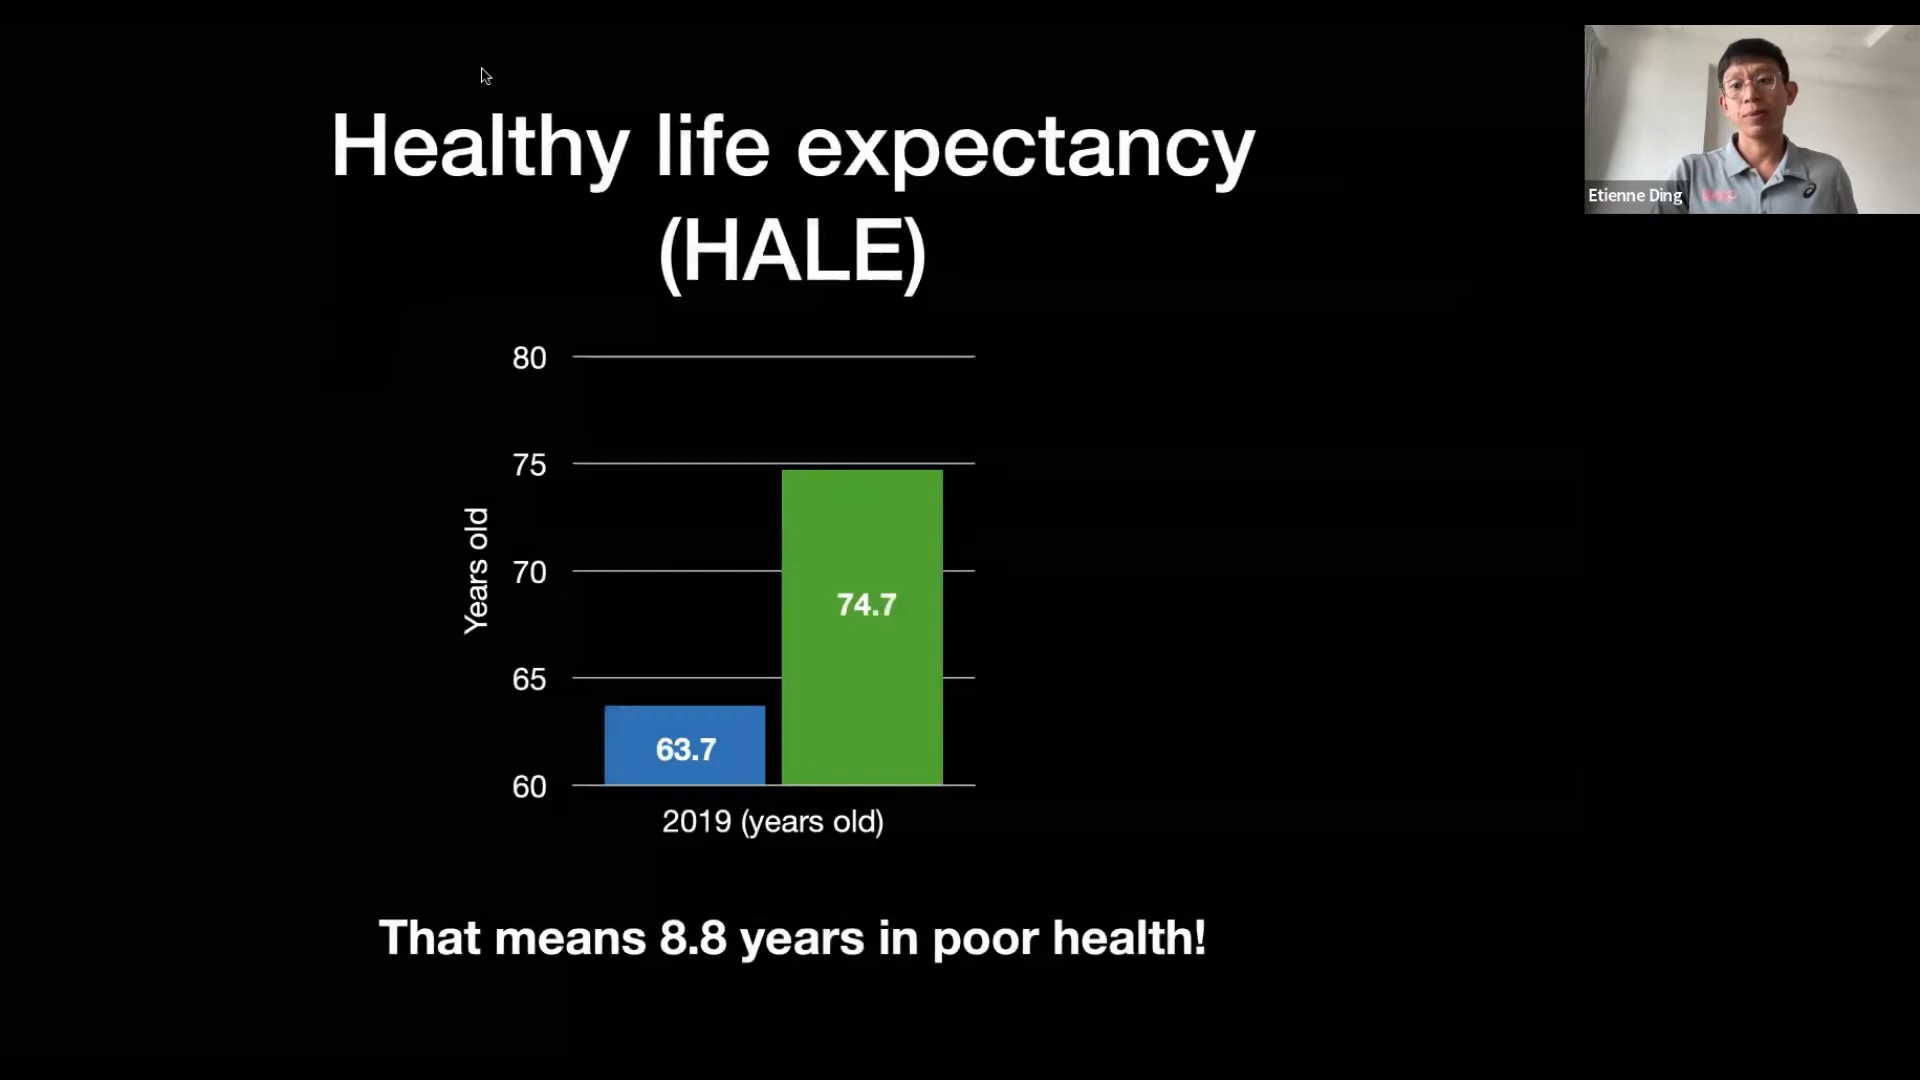 Healthy life expectancy
(HALE)
80
75
70
65
60
Years old
63.7
74.7
2019 (years old)
That means 8.8 years in poor health!
Etienne Ding